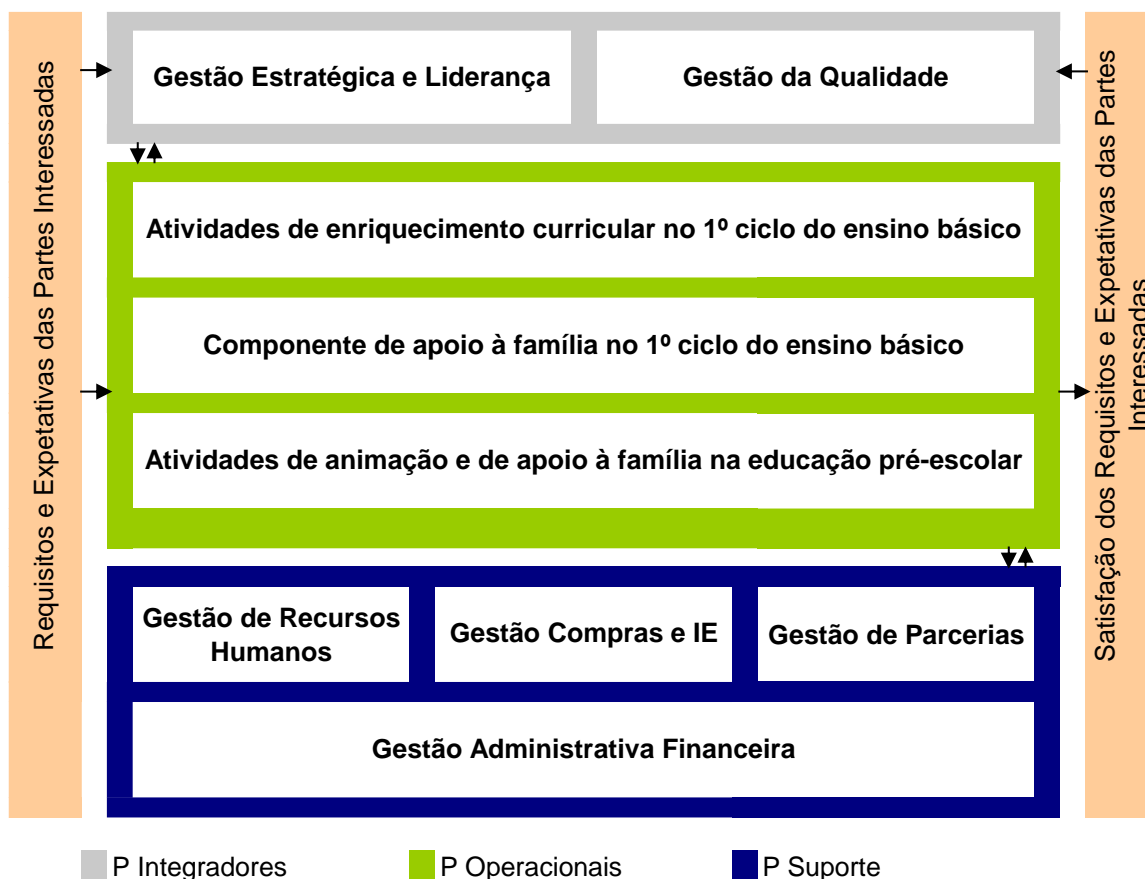 Requisitos e Expetativas das Partes Interessadas
Gestão Estratégica e Liderança
Gestão da Qualidade
Atividades de enriquecimento curricular no 1º ciclo do ensino básico
Componente de apoio à família no 1º ciclo do ensino básico
Atividades de animação e de apoio à família na educação pré-escolar
Gestão de Recursos
Humanos
Gestão Compras e IE
Gestão de Parcerias
Gestão Administrativa Financeira
Satisfação dos Requisitos e Expetativas das Partes
Interessadas
P Integradores
P Operacionais
P Suporte